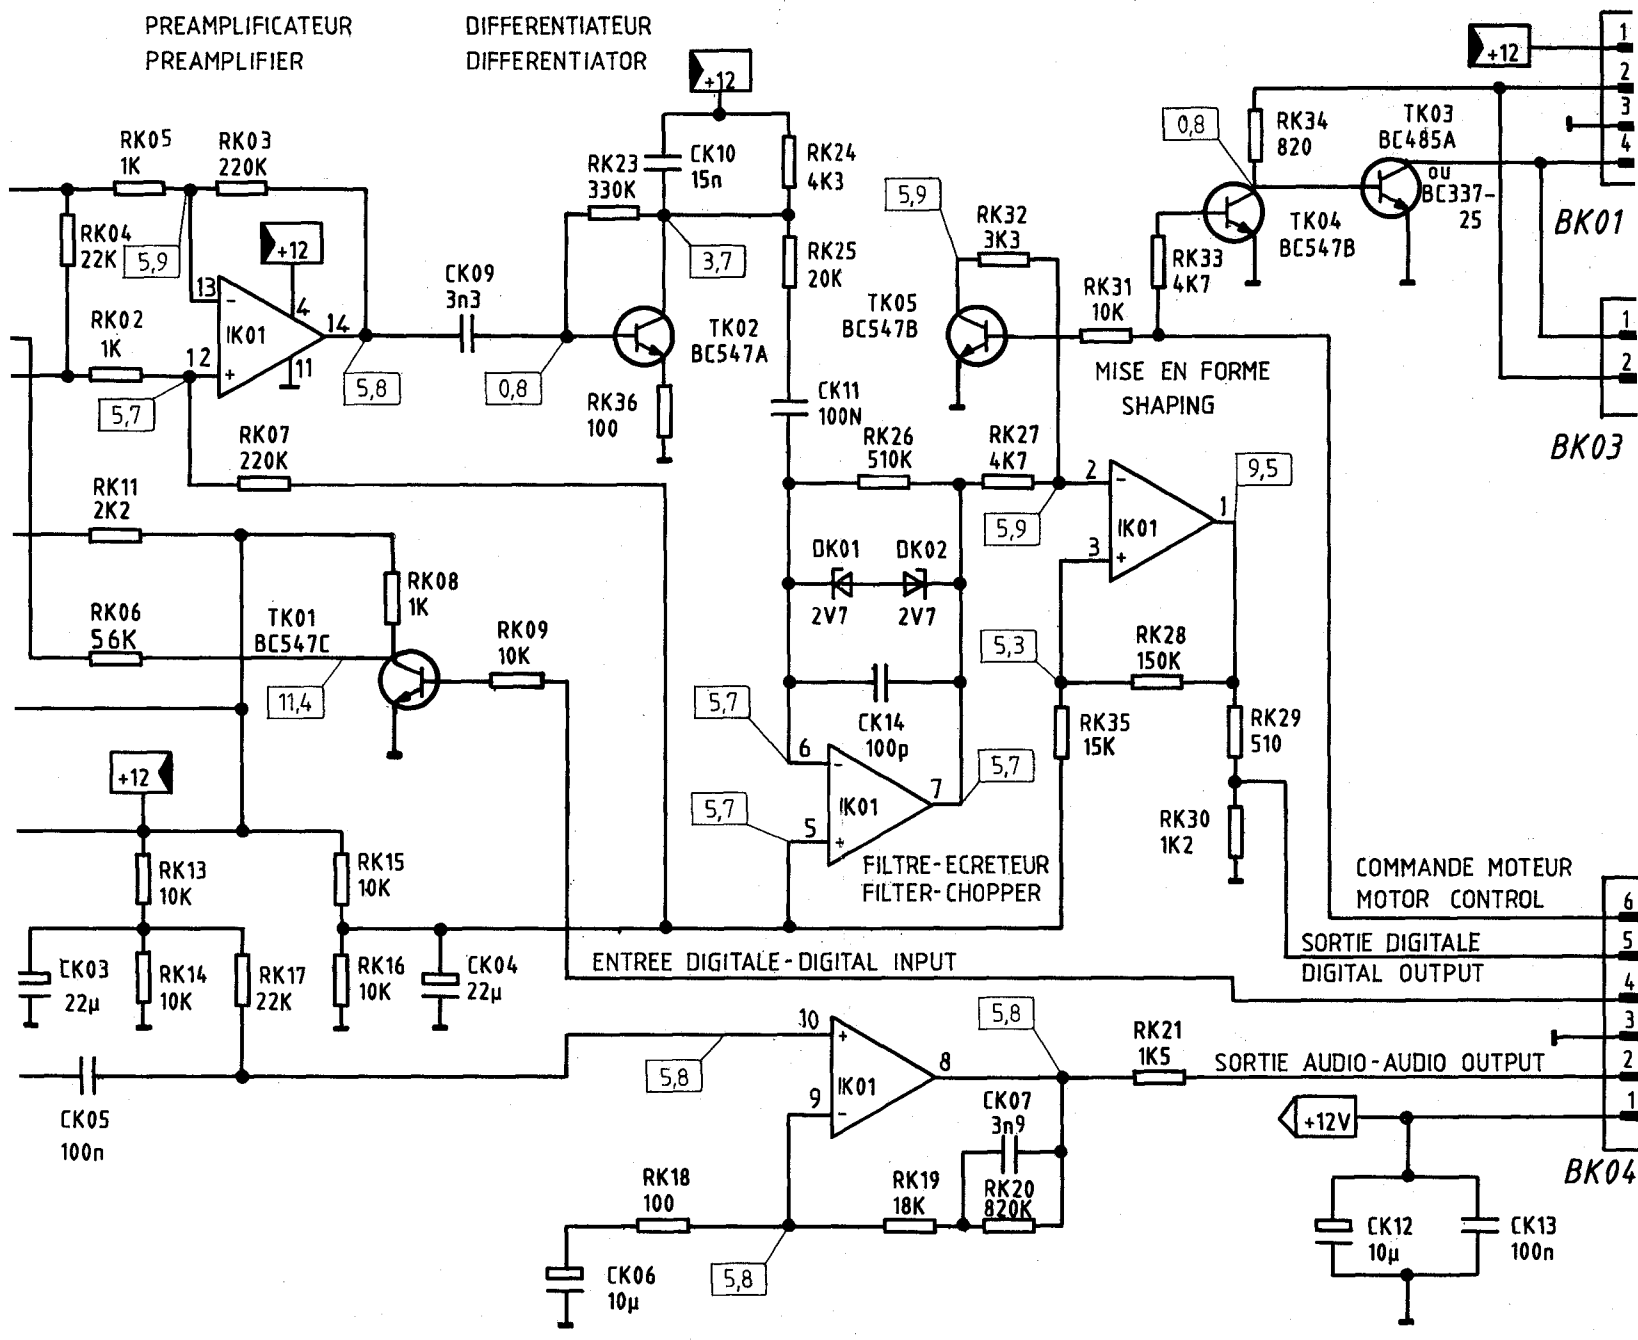 PREAMPLIFICATEUR
PREAMPLIFIER
DIFFERENTIATEUR
DIFFERENTIATOR
+12
+12
1
2
3
4
BK01
RK05
1K
RK03
220K
RK04
22K
5,9
+12
13
-
4
14
IK01
12
+
11
RK02
1K
5,7
5,8
RK07
220K
CK09
3n3
0,8
RK23
330K
CK10
15n
RK24
4K3
3,7
RK25
20K
TK02
BC547A
RK36
100
CK11
100N
5,9
RK32
3K3
TK05
BC547B
RK31
10K
RK33
4K7
0,8
RK34
820
TK03
BC485A
ou
BC337-
25
TK04
BC547B
1
2
BK03
MISE EN FORME
SHAPING
RK26
510K
RK27
4K7
5,9
2
-
1
IK01
3
+
9,5
DK01
2V7
DK02
2V7
CK14
100p
5,3
RK28
150K
RK35
15K
RK29
510
RK30
1K2
5,7
6
-
7
IK01
5
+
5,7
5,7
FILTRE-ECRETEUR
FILTER-CHOPPER
RK11
2K2
RK08
1K
RK06
56K
TK01
BC547C
11,4
RK09
10K
+12
RK13
10K
RK15
10K
CK03
22µ
RK14
10K
RK17
22K
RK16
10K
CK04
22µ
CK05
100n
ENTREE DIGITALE-DIGITAL INPUT
COMMANDE MOTEUR
MOTOR CONTROL
SORTIE DIGITALE
DIGITAL OUTPUT
6
5
4
3
2
1
BK04
5,8
10
+
8
IK01
9
-
5,8
RK21
1K5
SORTIE AUDIO-AUDIO OUTPUT
CK07
3n9
RK18
100
RK19
18K
RK20
820K
5,8
CK06
10µ
+12V
CK12
10µ
CK13
100n